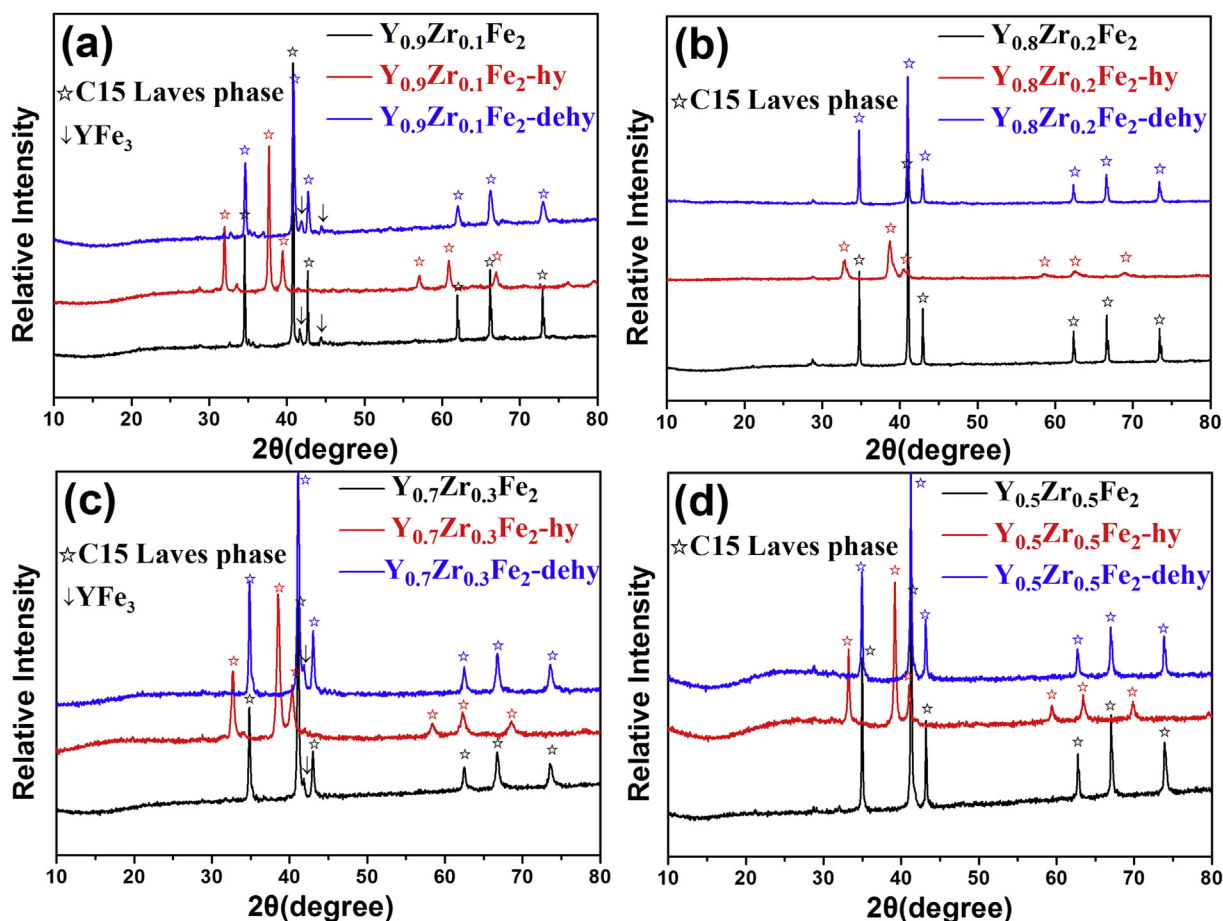 (a)
Y₀.₉Zr₀.₁Fe₂
Y₀.₉Zr₀.₁Fe₂-hy
Y₀.₉Zr₀.₁Fe₂-dehy
☆C15 Laves phase
↓YFe₃
Relative Intensity
10 20 30 40 50 60 70 80
2θ(degree)
(b)
Y₀.₈Zr₀.₂Fe₂
Y₀.₈Zr₀.₂Fe₂-hy
Y₀.₈Zr₀.₂Fe₂-dehy
☆C15 Laves phase
Relative Intensity
10 20 30 40 50 60 70 80
2θ(degree)
(c)
Y₀.₇Zr₀.₃Fe₂
Y₀.₇Zr₀.₃Fe₂-hy
Y₀.₇Zr₀.₃Fe₂-dehy
☆C15 Laves phase
↓YFe₃
Relative Intensity
10 20 30 40 50 60 70 80
2θ(degree)
(d)
Y₀.₅Zr₀.₅Fe₂
Y₀.₅Zr₀.₅Fe₂-hy
Y₀.₅Zr₀.₅Fe₂-dehy
☆C15 Laves phase
Relative Intensity
10 20 30 40 50 60 70 80
2θ(degree)